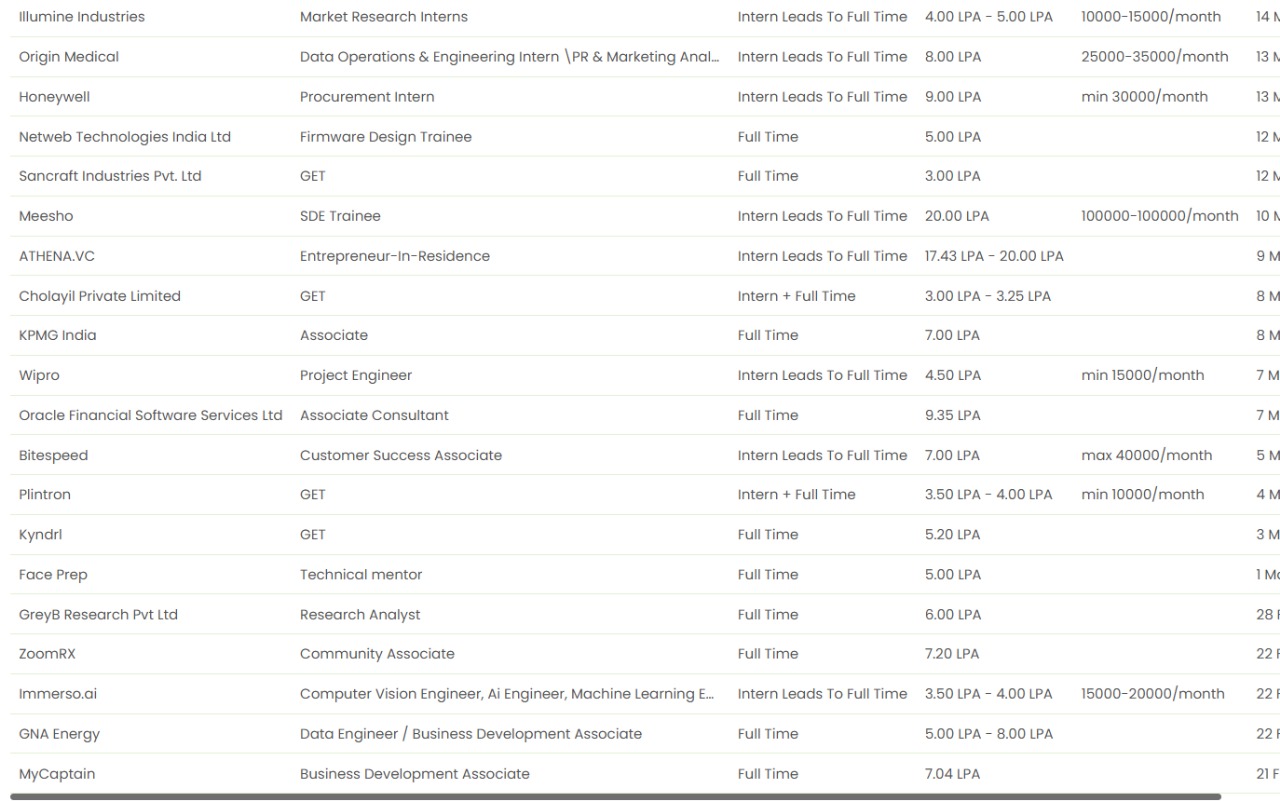 Illumine Industries Market Research Interns Intern Leads To Full Time 4.00 LPA - 5.00 LPA 10000-15000/month 14 M
Origin Medical Data Operations & Engineering Intern \PR & Marketing Anal... Intern Leads To Full Time 8.00 LPA 25000-35000/month 13 M
Honeywell Procurement Intern Intern Leads To Full Time 9.00 LPA min 30000/month 13 M
Netweb Technologies India Ltd Firmware Design Trainee Full Time 5.00 LPA 12 M
Sancraft Industries Pvt. Ltd GET Full Time 3.00 LPA 12 M
Meesho SDE Trainee Intern Leads To Full Time 20.00 LPA 100000-100000/month 10 M
ATHENA.VC Entrepreneur-In-Residence Intern Leads To Full Time 17.43 LPA - 20.00 LPA 9 M
Cholayil Private Limited GET Intern + Full Time 3.00 LPA - 3.25 LPA 8 M
KPMG India Associate Full Time 7.00 LPA 8 M
Wipro Project Engineer Intern Leads To Full Time 4.50 LPA min 15000/month 7 M
Oracle Financial Software Services Ltd Associate Consultant Full Time 9.35 LPA 7 M
Bitespeed Customer Success Associate Intern Leads To Full Time 7.00 LPA max 40000/month 5 M
Plintron GET Intern + Full Time 3.50 LPA - 4.00 LPA min 10000/month 4 M
Kyndrl GET Full Time 5.20 LPA 3 M
Face Prep Technical mentor Full Time 5.00 LPA 1 Ma
GreyB Research Pvt Ltd Research Analyst Full Time 6.00 LPA 28 F
ZoomRX Community Associate Full Time 7.20 LPA 22 F
Immerso.ai Computer Vision Engineer, Ai Engineer, Machine Learning E... Intern Leads To Full Time 3.50 LPA - 4.00 LPA 15000-20000/month 22 F
GNA Energy Data Engineer / Business Development Associate Full Time 5.00 LPA - 8.00 LPA 22 F
MyCaptain Business Development Associate Full Time 7.04 LPA 21 F